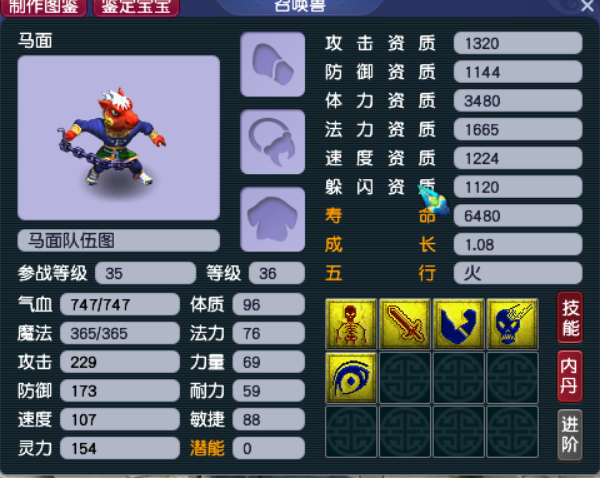 制作图鉴 鉴定宝宝 召唤兽
马面
马面队伍图
参战等级 35 等级 36
气血 747/747 体质 96
魔法 365/365 法力 76
攻击 229 力量 69
防御 173 耐力 59
速度 107 敏捷 88
灵力 154 潜能 0
攻击资质 1320
防御资质 1144
体力资质 3480
法力资质 1665
速度资质 1224
躲闪资质 1120
寿命 6480
成长 1.08
五行 火
技能
内丹
进阶